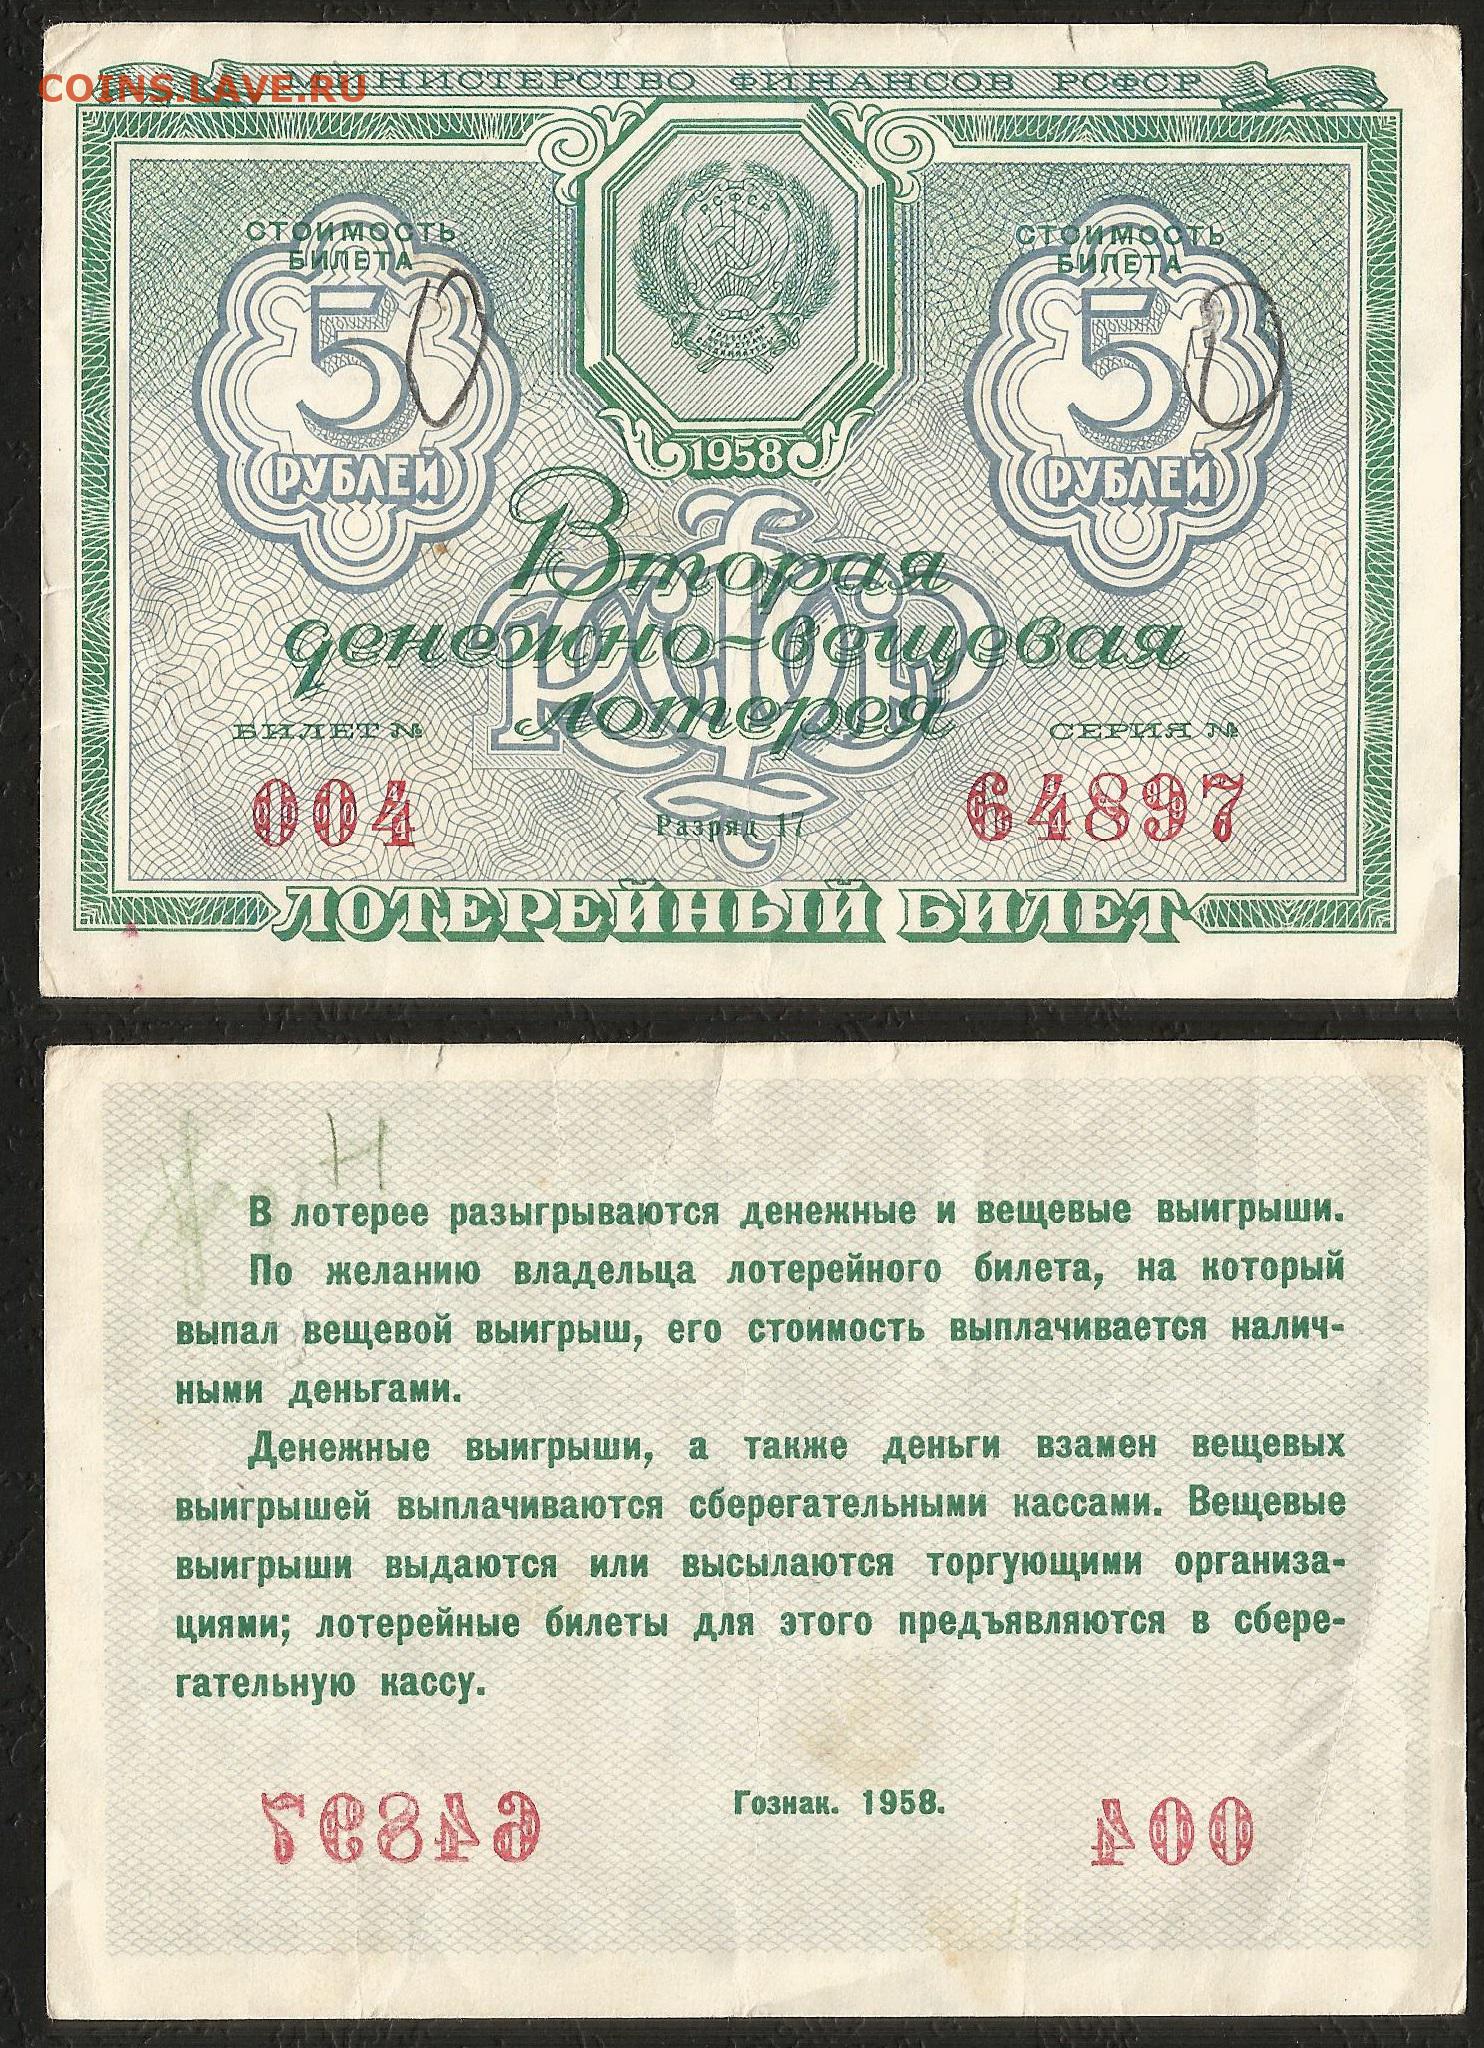 COINS.LAVE.RU
МИНИСТЕРСТВО ФИНАНСОВ РСФСР
СТОИМОСТЬ БИЛЕТА
50
РУБЛЕЙ
РСФСР
1958
СТОИМОСТЬ БИЛЕТА
50
РУБЛЕЙ
Вторая
денежно-вещевая
лотерея
БИЛЕТ №
СЕРИЯ №
004
Разряд 17
64897
ЛОТЕРЕЙНЫЙ БИЛЕТ
Н
В лотерее разыгрываются денежные и вещевые выигрыши.
По желанию владельца лотерейного билета, на который
выпал вещевой выигрыш, его стоимость выплачивается налич-
ными деньгами.
Денежные выигрыши, а также деньги взамен вещевых
выигрышей выплачиваются сберегательными кассами. Вещевые
выигрыши выдаются или высылаются торгующими организа-
циями; лотерейные билеты для этого предъявляются в сбере-
гательную кассу.
64897
Гознак. 1958.
004